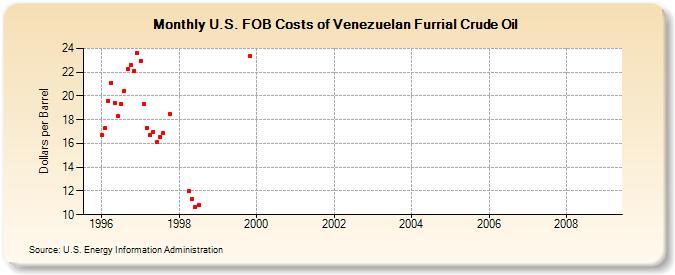 Monthly U.S. FOB Costs of Venezuelan Furrial Crude Oil
Dollars per Barrel
24
22
20
18
16
14
12
10
1996 1998 2000 2002 2004 2006 2008
Source: U.S. Energy Information Administration